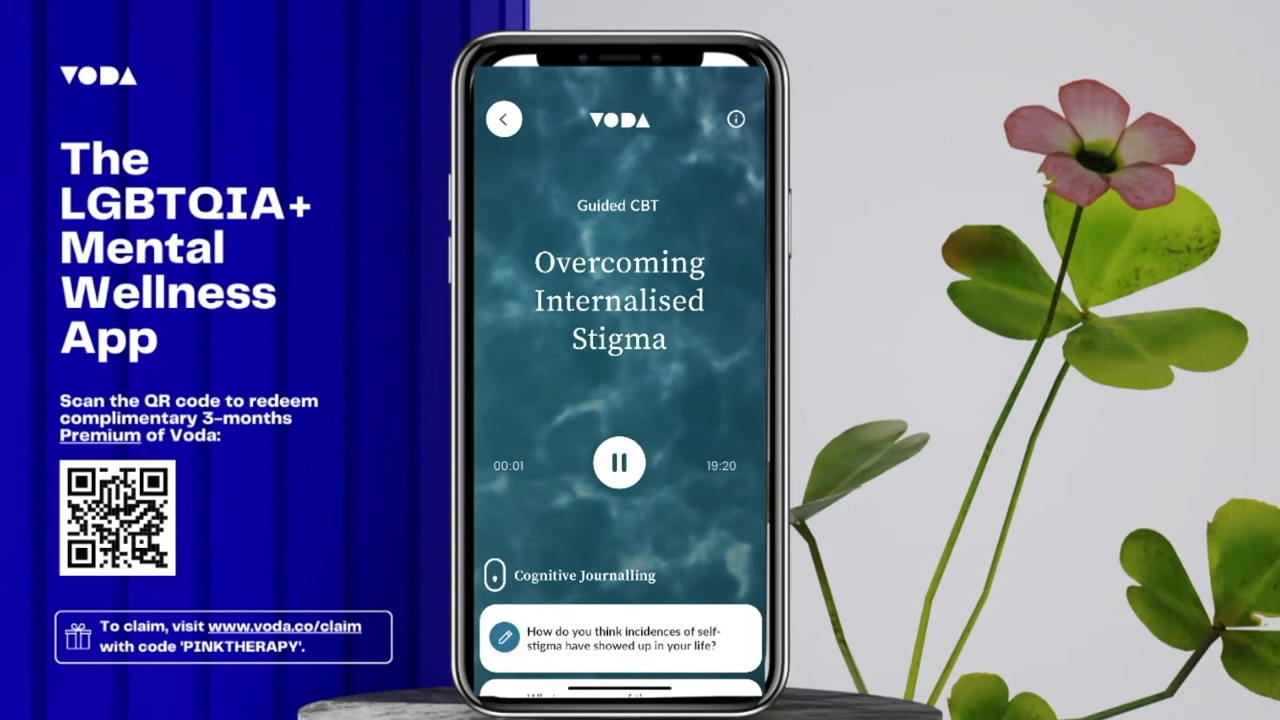 VODA
The
LGBTQIA+
Mental
Wellness
App
Scan the QR code to redeem
complimentary 3-months
Premium of Voda:
To claim, visit www.voda.co/claim
with code 'PINKTHERAPY'.
VODA
Guided CBT
Overcoming
Internalised
Stigma
00:01
19:20
Cognitive Journalling
How do you think incidences of self-
stigma have showed up in your life?